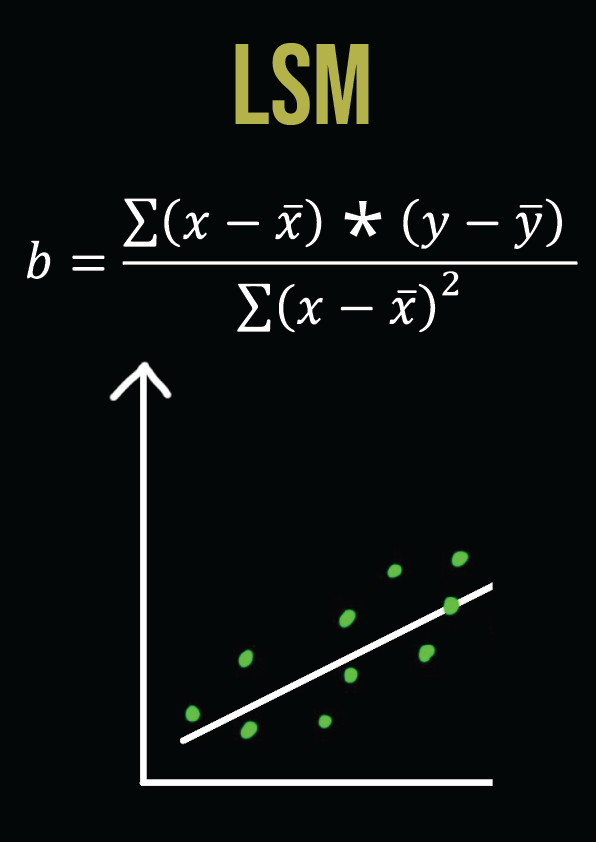 LSM
b = ∑(x − x̄) * (y − ȳ)
∑(x − x̄)²